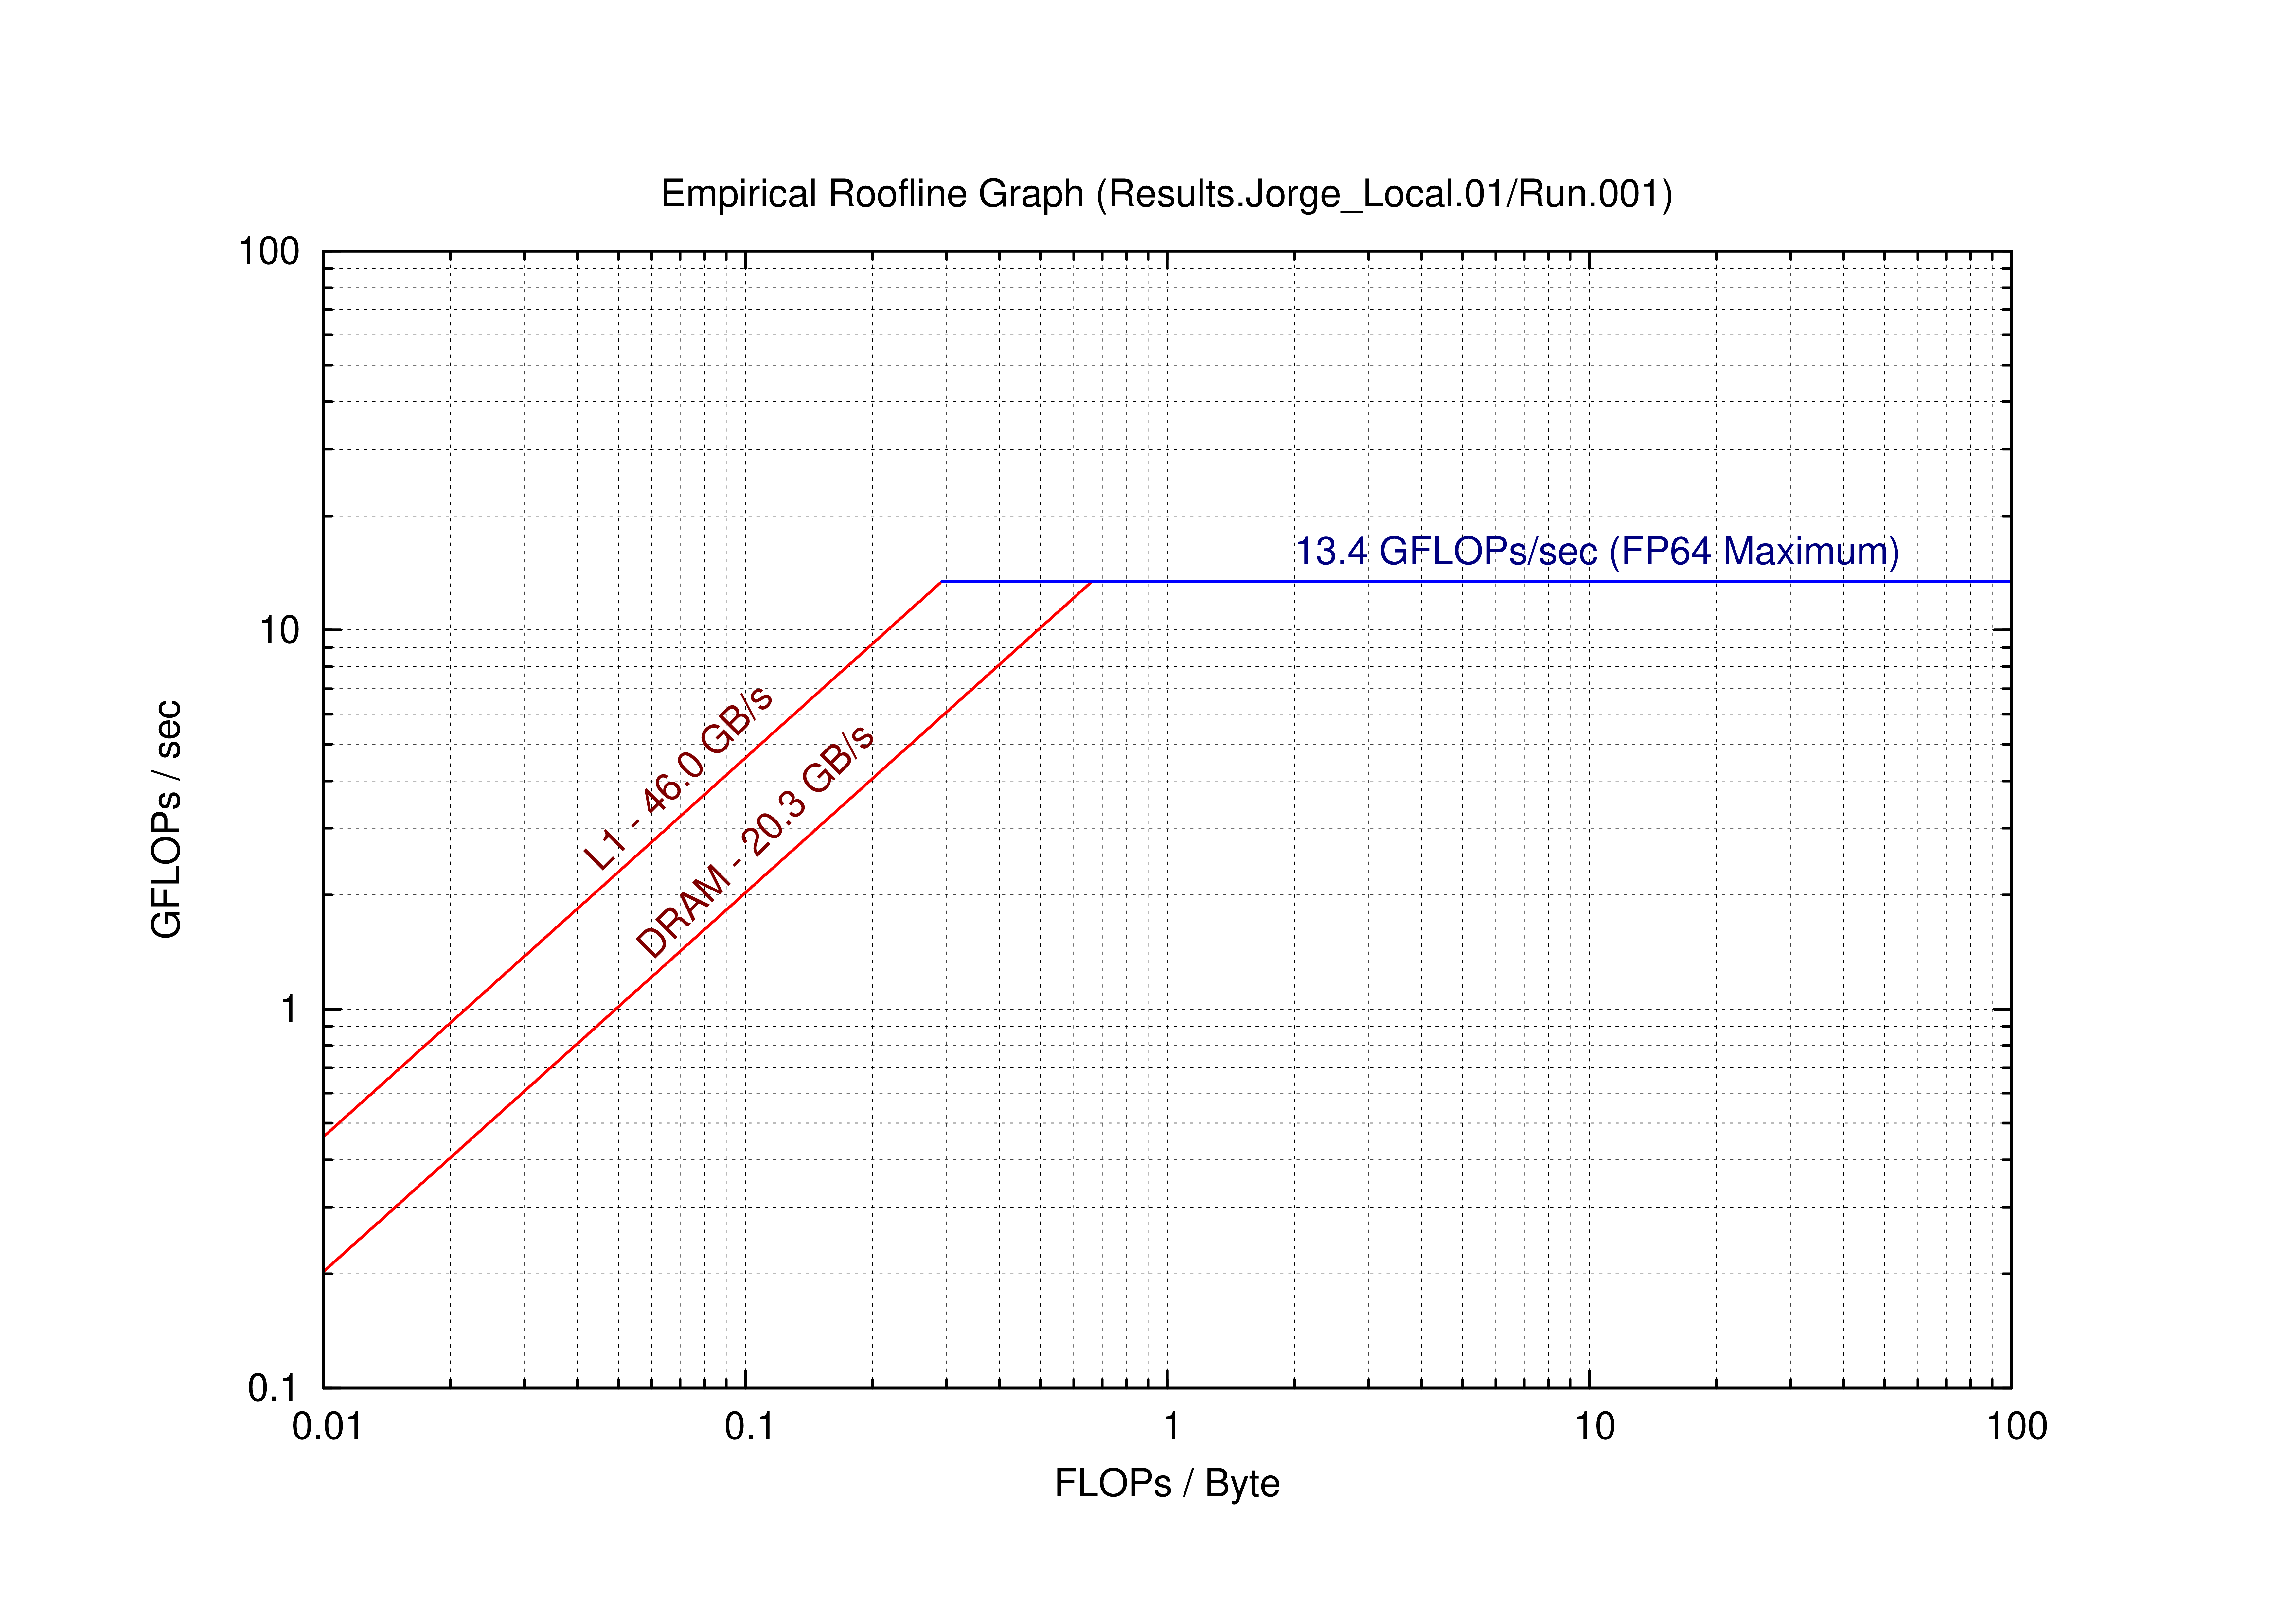 Empirical Roofline Graph (Results.Jorge_Local.01/Run.001)
100
10
1
0.1
GFLOPs / sec
13.4 GFLOPs/sec (FP64 Maximum)
L1 - 46.0 GB/s
DRAM - 20.3 GB/s
0.01
0.1
1
10
100
FLOPs / Byte